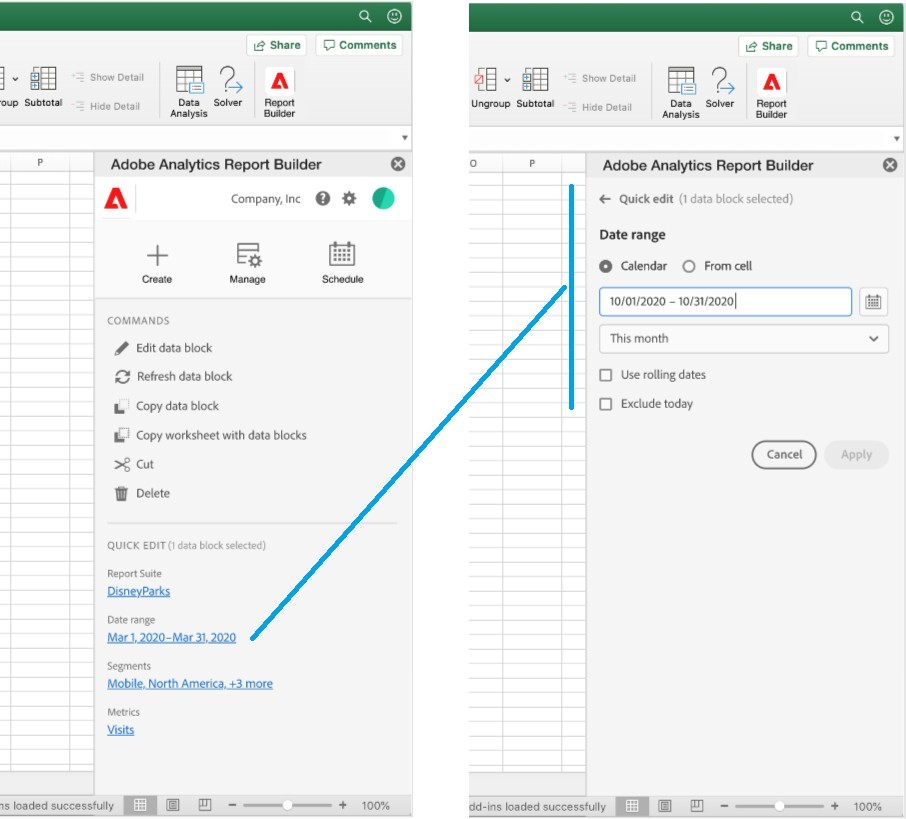 Share
Comments
Show Detail
Hide Detail
Subtotal
Data Analysis
Solver
Report Builder
P
Adobe Analytics Report Builder
Company, Inc
Create
Manage
Schedule
COMMANDS
Edit data block
Refresh data block
Copy data block
Copy worksheet with data blocks
Cut
Delete
QUICK EDIT (1 data block selected)
Report Suite
DisneyParks
Date range
Mar 1, 2020–Mar 31, 2020
Segments
Mobile, North America, +3 more
Metrics
Visits
loaded successfully
100%
Share
Comments
Show Detail
Hide Detail
Ungroup
Subtotal
Data Analysis
Solver
Report Builder
O
P
Adobe Analytics Report Builder
Quick edit (1 data block selected)
Date range
Calendar
From cell
10/01/2020 – 10/31/2020
This month
Use rolling dates
Exclude today
Cancel
Apply
dd-ins loaded successfully
100%